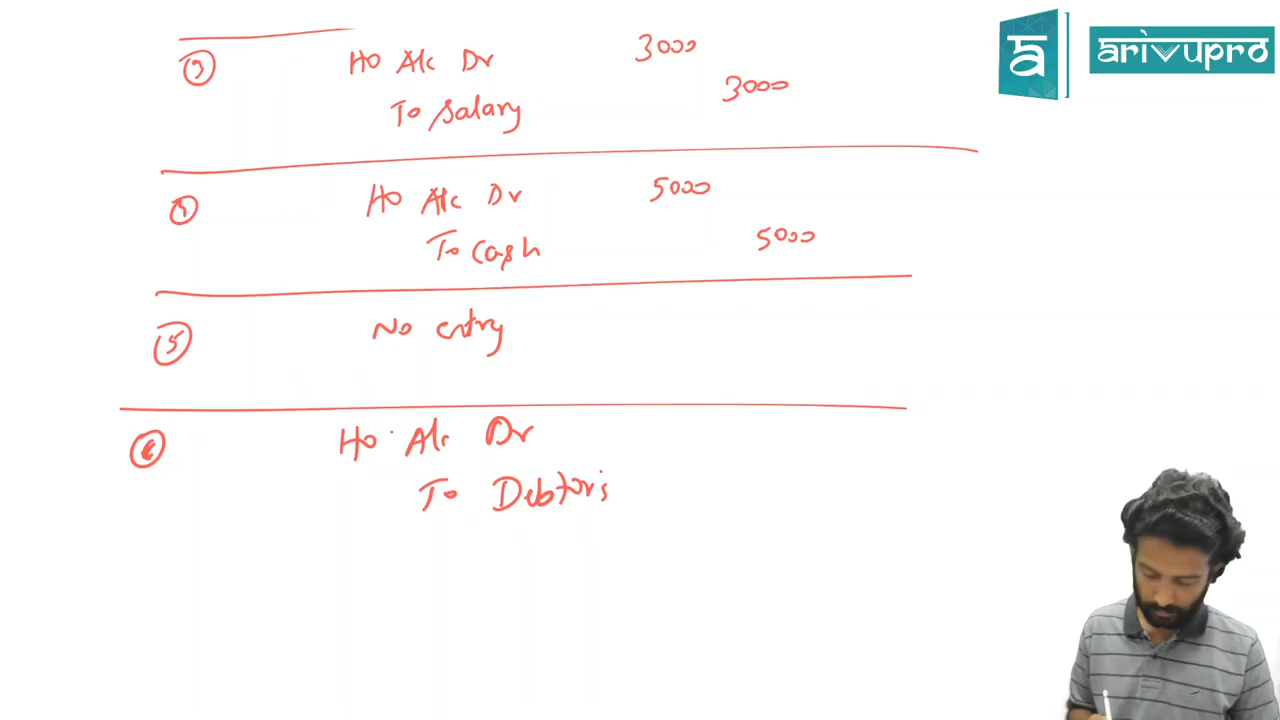 arivupro
3 Ho A/c Dr 3000
To Salary 3000
4 Ho A/c Dr 5000
To Cash 5000
5 No entry
6 Ho A/c Dr
To Debtors